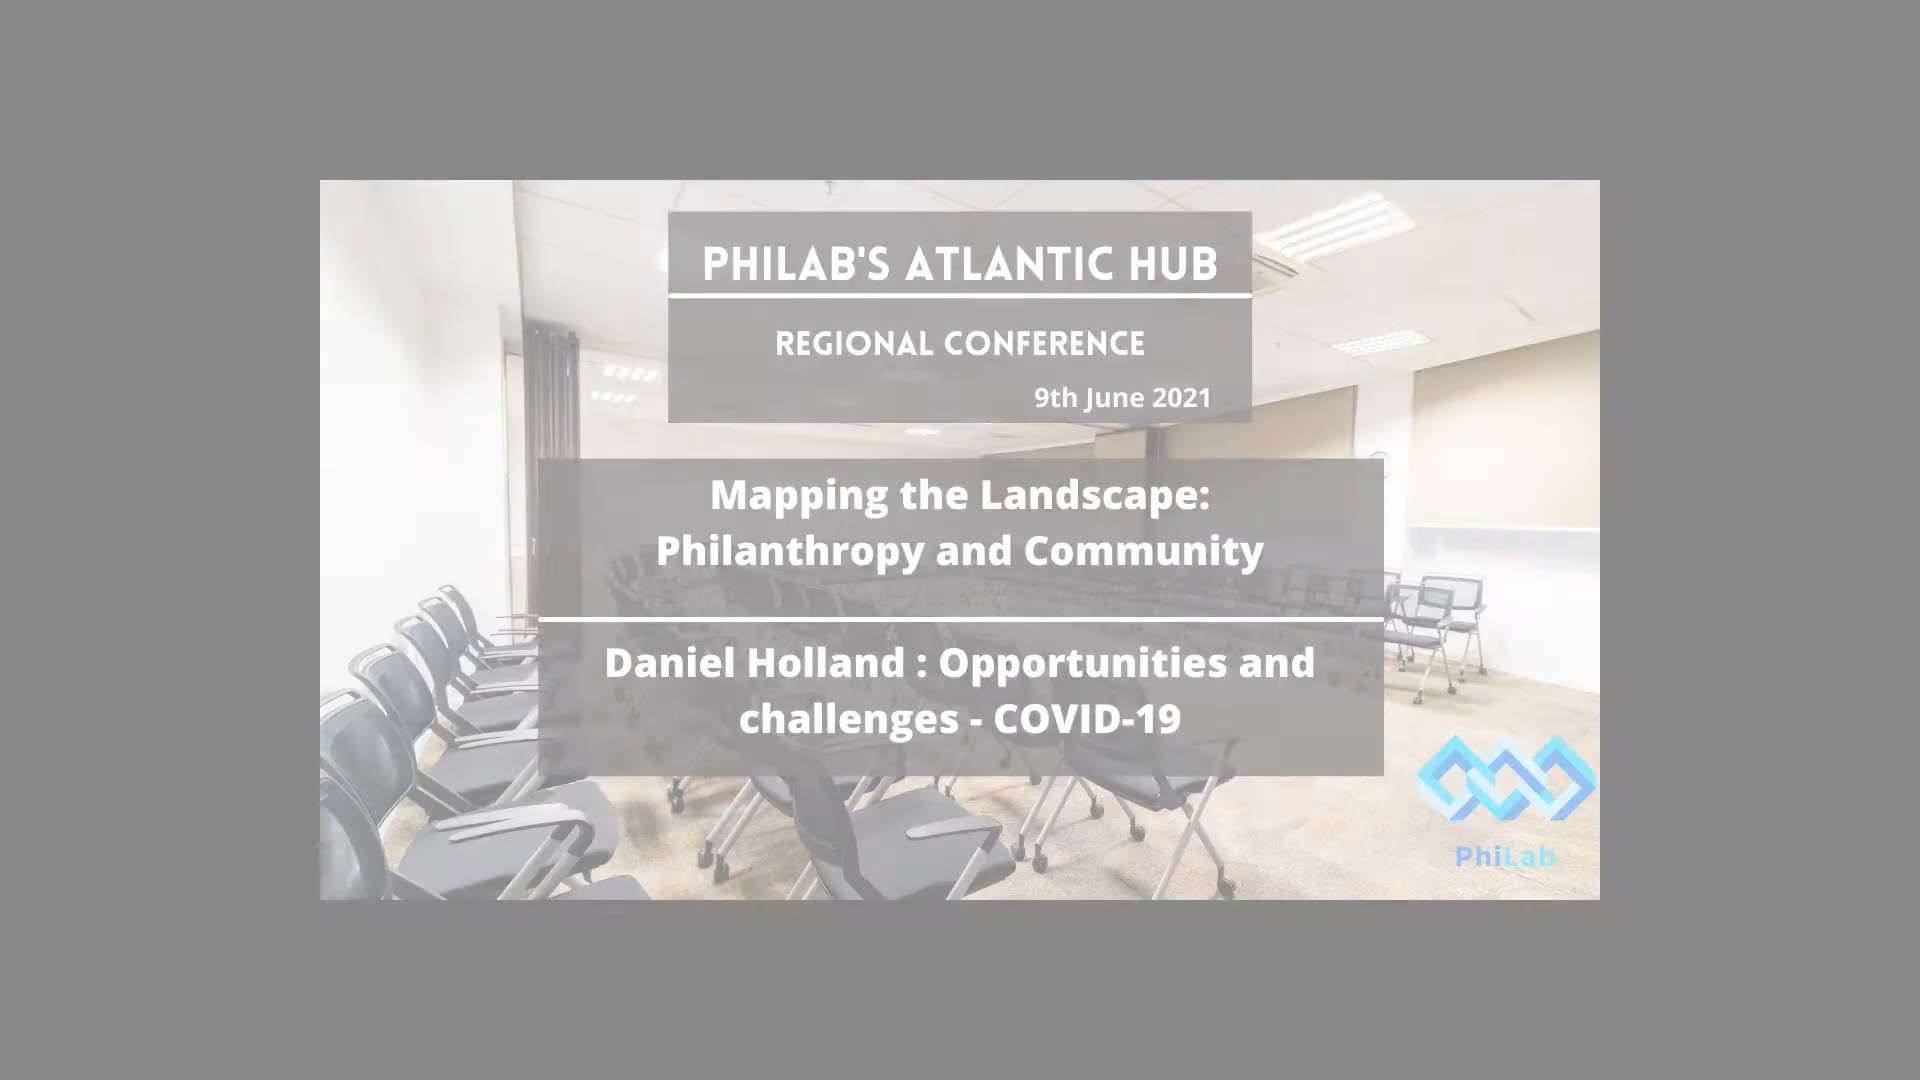 PHILAB'S ATLANTIC HUB
REGIONAL CONFERENCE
9th June 2021
Mapping the Landscape:
Philanthropy and Community
Daniel Holland : Opportunities and
challenges - COVID-19
PhiLab